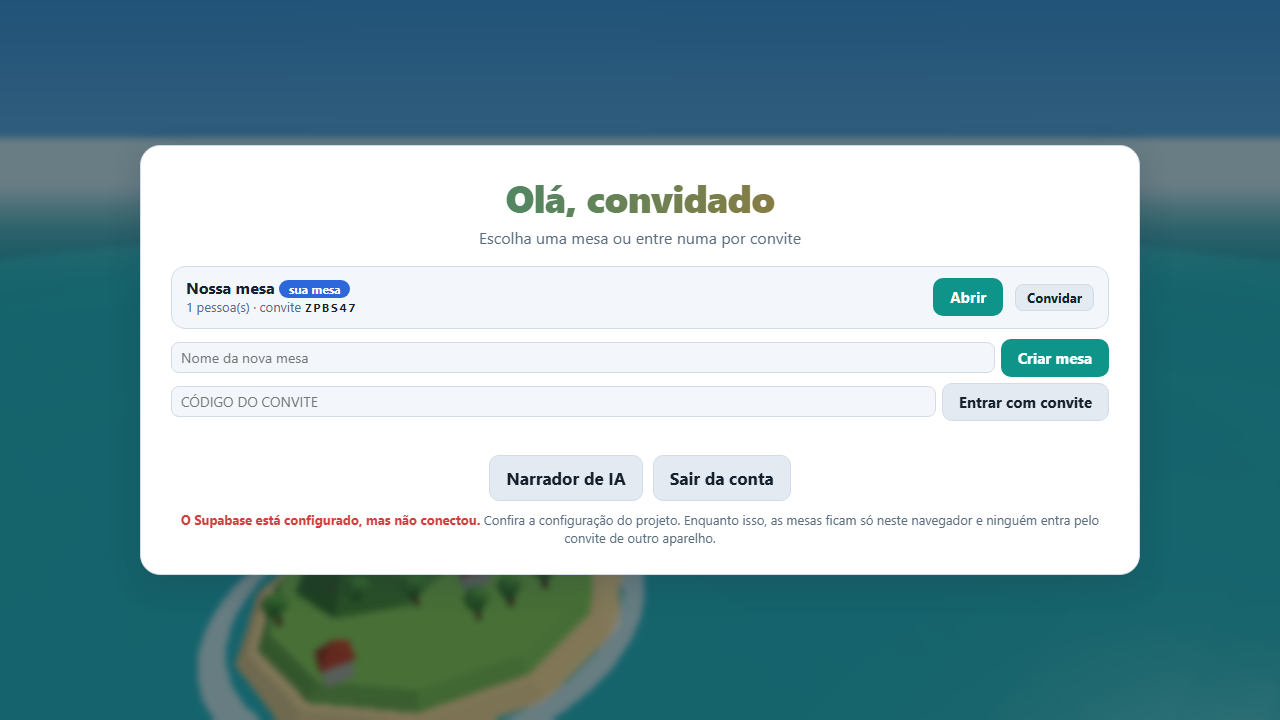 Olá, convidado
Escolha uma mesa ou entre numa por convite
Nossa mesa sua mesa
1 pessoa(s) · convite ZPBS47
Abrir
Convidar
Nome da nova mesa
Criar mesa
CÓDIGO DO CONVITE
Entrar com convite
Narrador de IA
Sair da conta
O Supabase está configurado, mas não conectou. Confira a configuração do projeto. Enquanto isso, as mesas ficam só neste navegador e ninguém entra pelo
convite de outro aparelho.